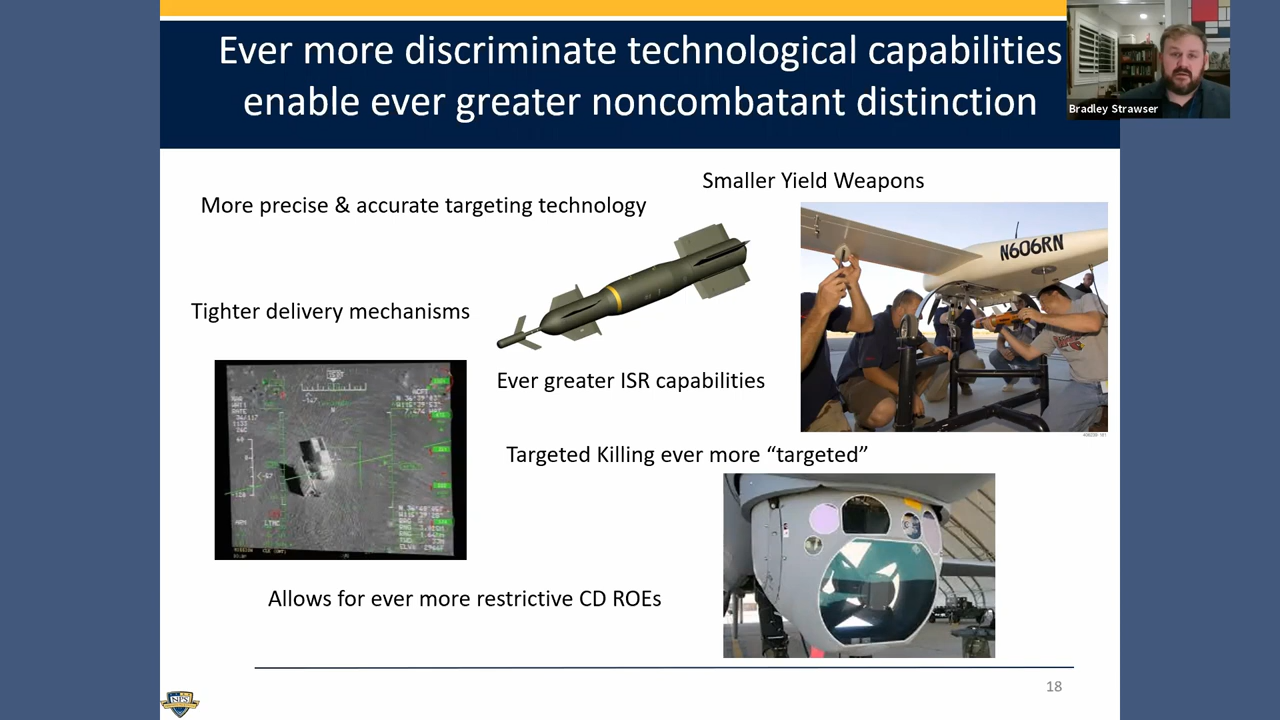 Ever more discriminate technological capabilities
enable ever greater noncombatant distinction
Bradley Strawser
Smaller Yield Weapons
More precise & accurate targeting technology
N606RN
Tighter delivery mechanisms
Ever greater ISR capabilities
Targeted Killing ever more “targeted”
Allows for ever more restrictive CD ROEs
18
NPS